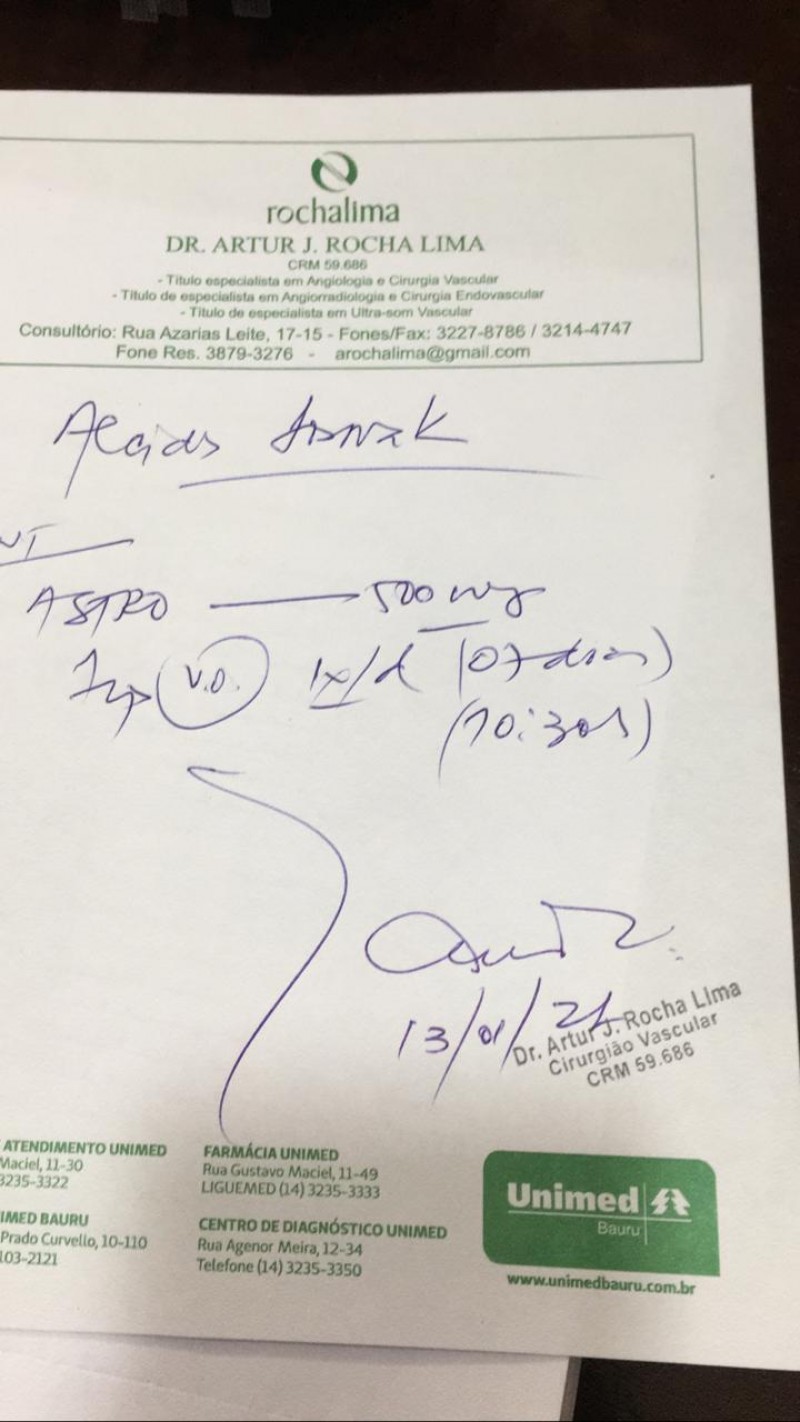 rochalima
DR. ARTUR J. ROCHA LIMA
CRM 59.686
- Título especialista em Angiologia e Cirurgia Vascular
- Título de especialista em Angiorradiologia e Cirurgia Endovascular
- Título de especialista em Ultra-som Vascular
Consultório: Rua Azarias Leite, 17-15 - Fones/Fax: 3227-8786 / 3214-4747
Fone Res. 3879-3276 - arochalima@gmail.com
Alcides
ASTRO 500 mg
V.O. 1x/d (07 dias)
(10:30h)
13/01/21
Dr. Artur J. Rocha Lima
Cirurgião Vascular
CRM 59.686
ATENDIMENTO UNIMED
Maciel, 11-30
3235-3322
IMED BAURU
Prado Curvello, 10-110
103-2121
FARMÁCIA UNIMED
Rua Gustavo Maciel, 11-49
LIGUEMED (14) 3235-3333
CENTRO DE DIAGNÓSTICO UNIMED
Rua Agenor Meira, 12-34
Telefone (14) 3235-3350
Unimed
Bauru
www.unimedbauru.com.br